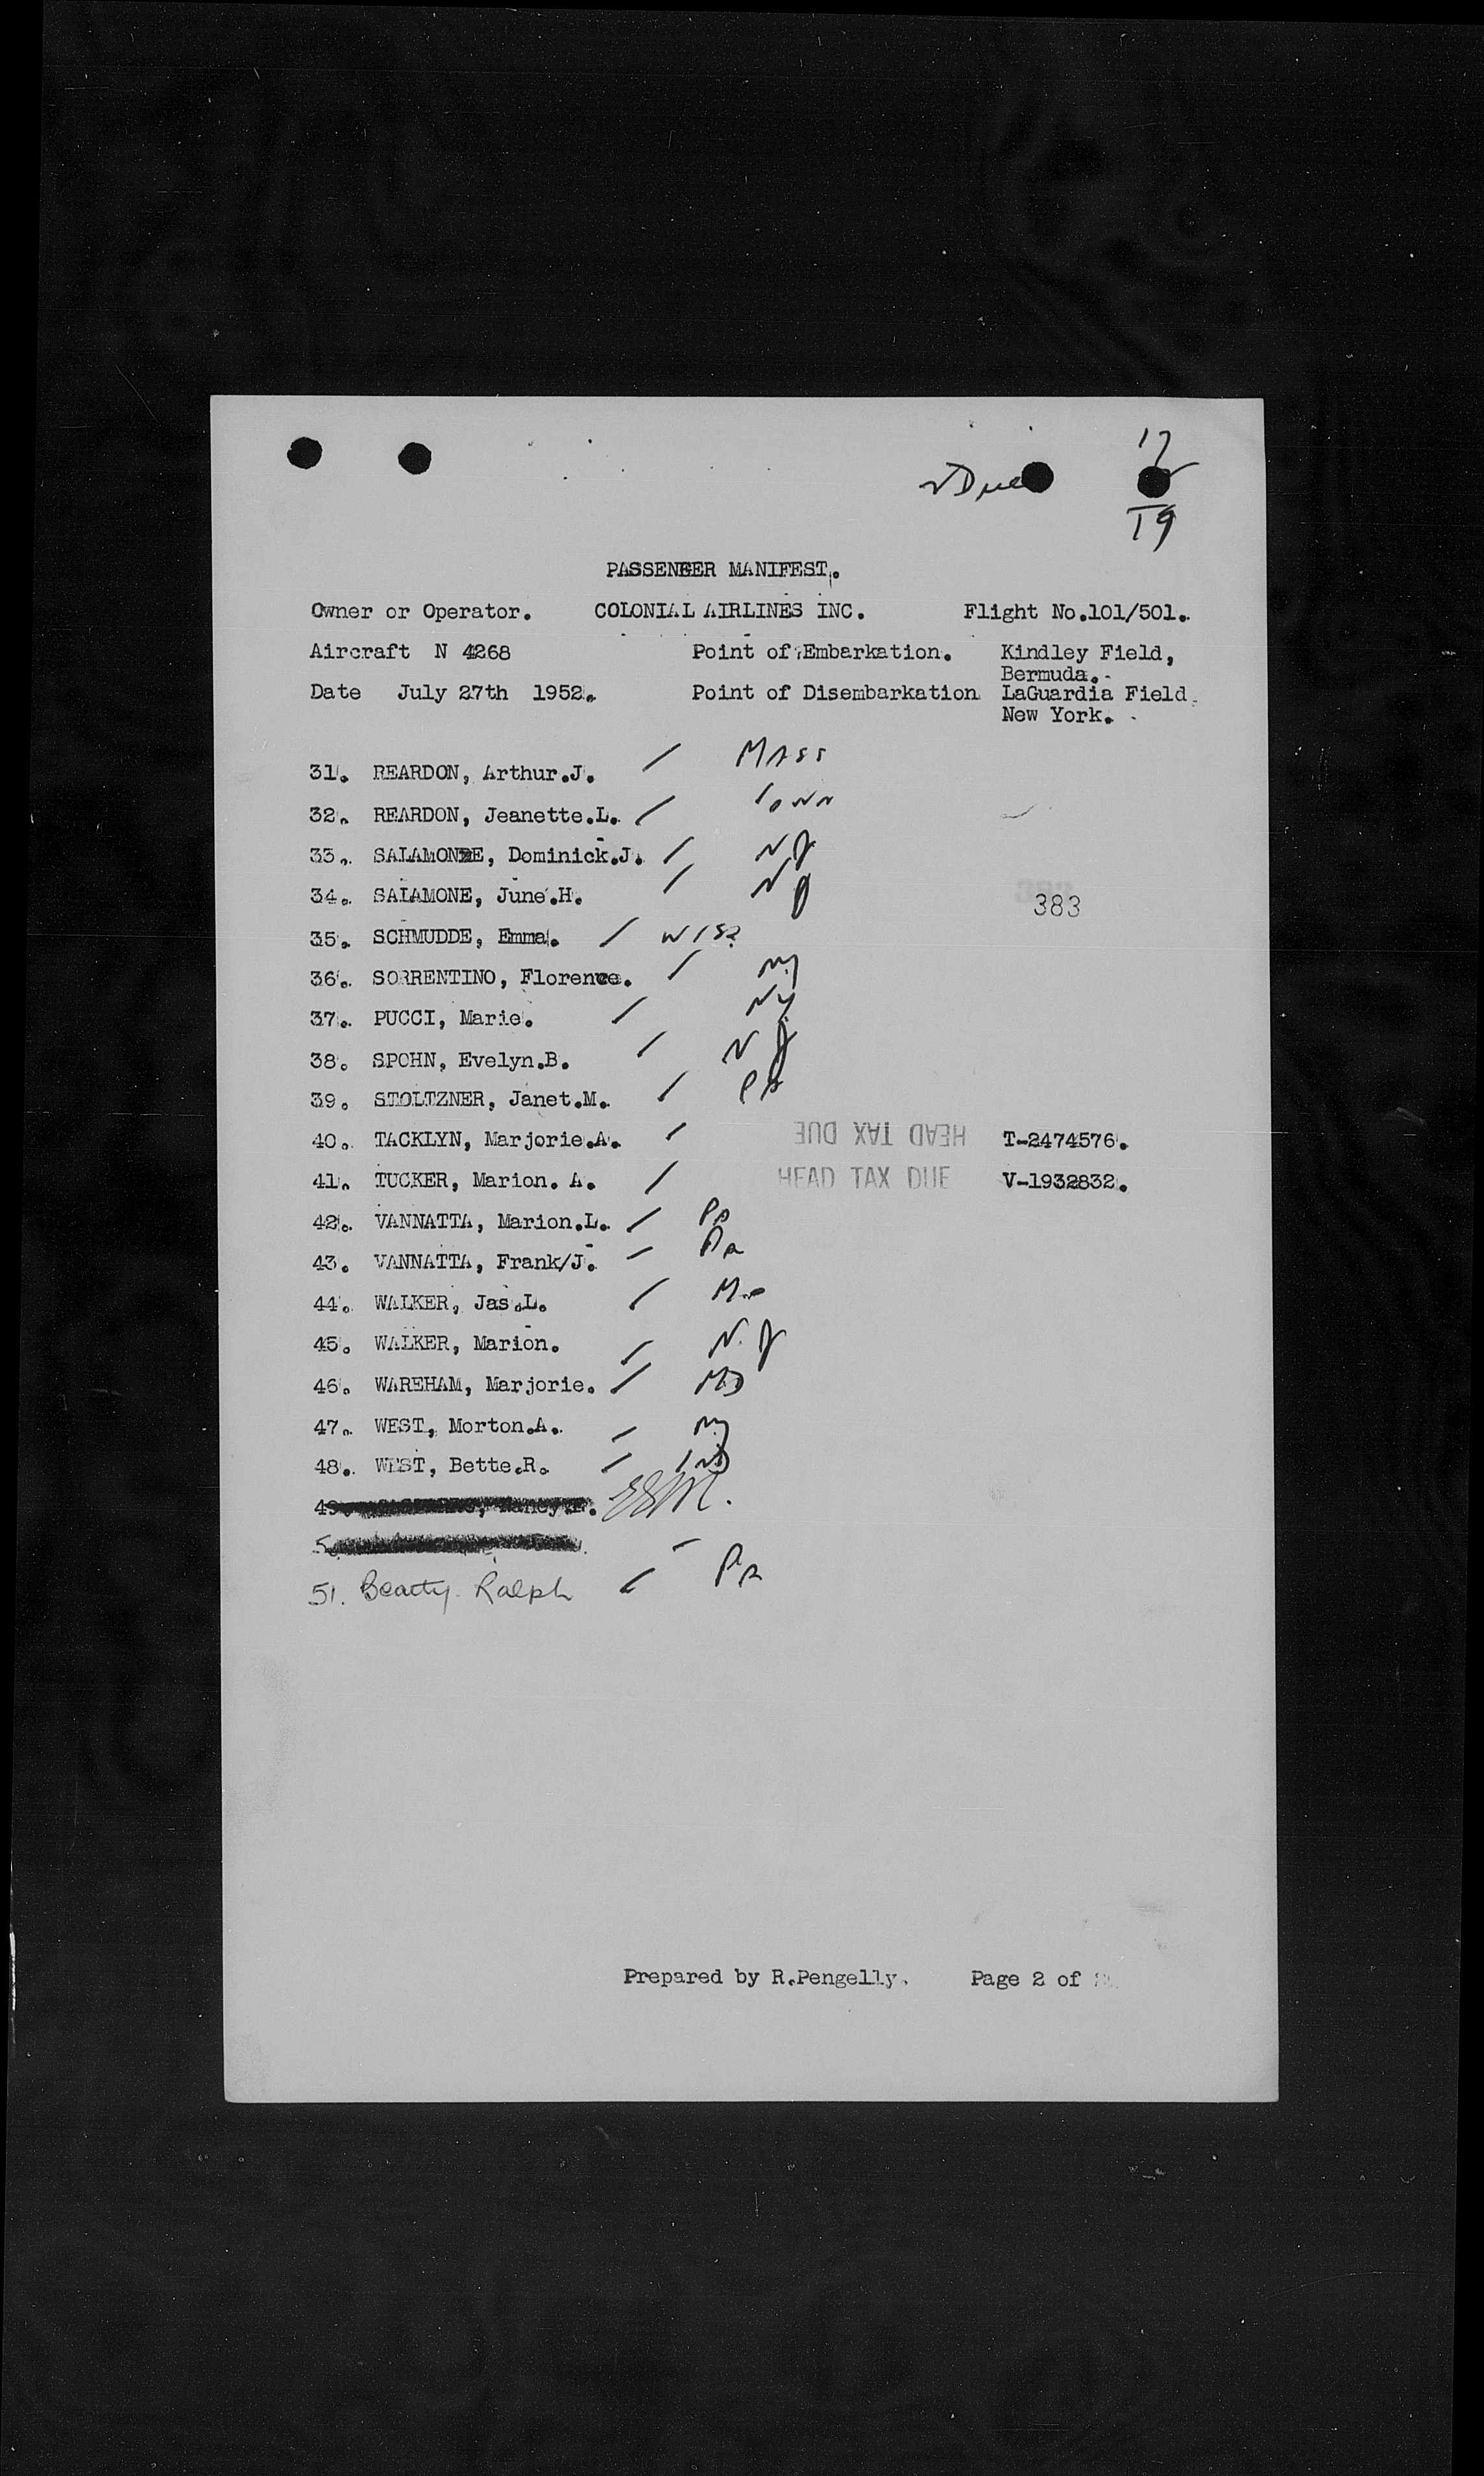 2 Due 17
2
19
PASSENGER MANIFEST.
Owner or Operator. COLONIAL AIRLINES INC. Flight No.101/501.
Aircraft N 4268 Point of Embarkation. Kindley Field,
Bermuda.
Date July 27th 1952. Point of Disembarkation LaGuardia Field
New York.
31. REARDON, Arthur.J. / MASS
32. REARDON, Jeanette.L. / Iowa
33. SALAMONE, Dominick.J. / NJ
34. SALAMONE, June.H. / NJ
383
35. SCHMUDDE, Emma. / WISC
36. SORRENTINO, Florence. / NY
37. PUCCI, Marie. / NY
38. SPOHN, Evelyn.B. / NJ
39. STOLTZNER, Janet.M. / Pa
40. TACKLYN, Marjorie.A. / HEAD TAX DUE T-2474576.
41. TUCKER, Marion. A. / HEAD TAX DUE V-1932832.
42. VANNATTA, Marion.L. / Pa
43. VANNATTA, Frank/J. / Pa
44. WALKER, Jas.L. /
45. WALKER, Marion. / N.J
46. WAREHAM, Marjorie. / MD
47. WEST, Morton.A. / NY
48. WEST, Bette.R. / IND
49.
51. Beatty Ralph / Pa
Prepared by R.Pengelly. Page 2 of